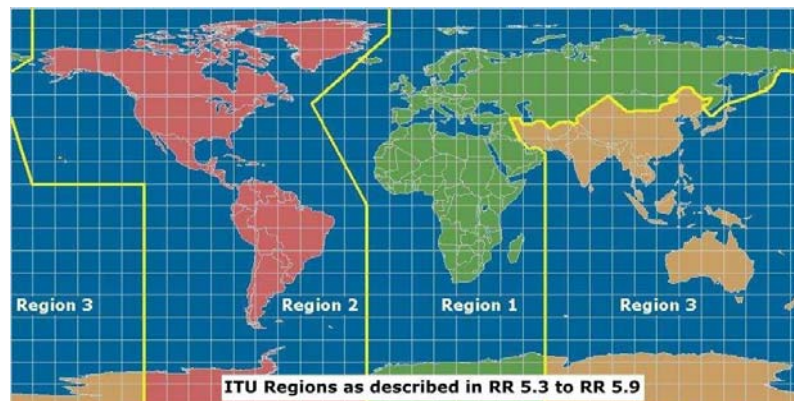 Region 3
Region 2
Region 1
Region 3
ITU Regions as described in RR 5.3 to RR 5.9